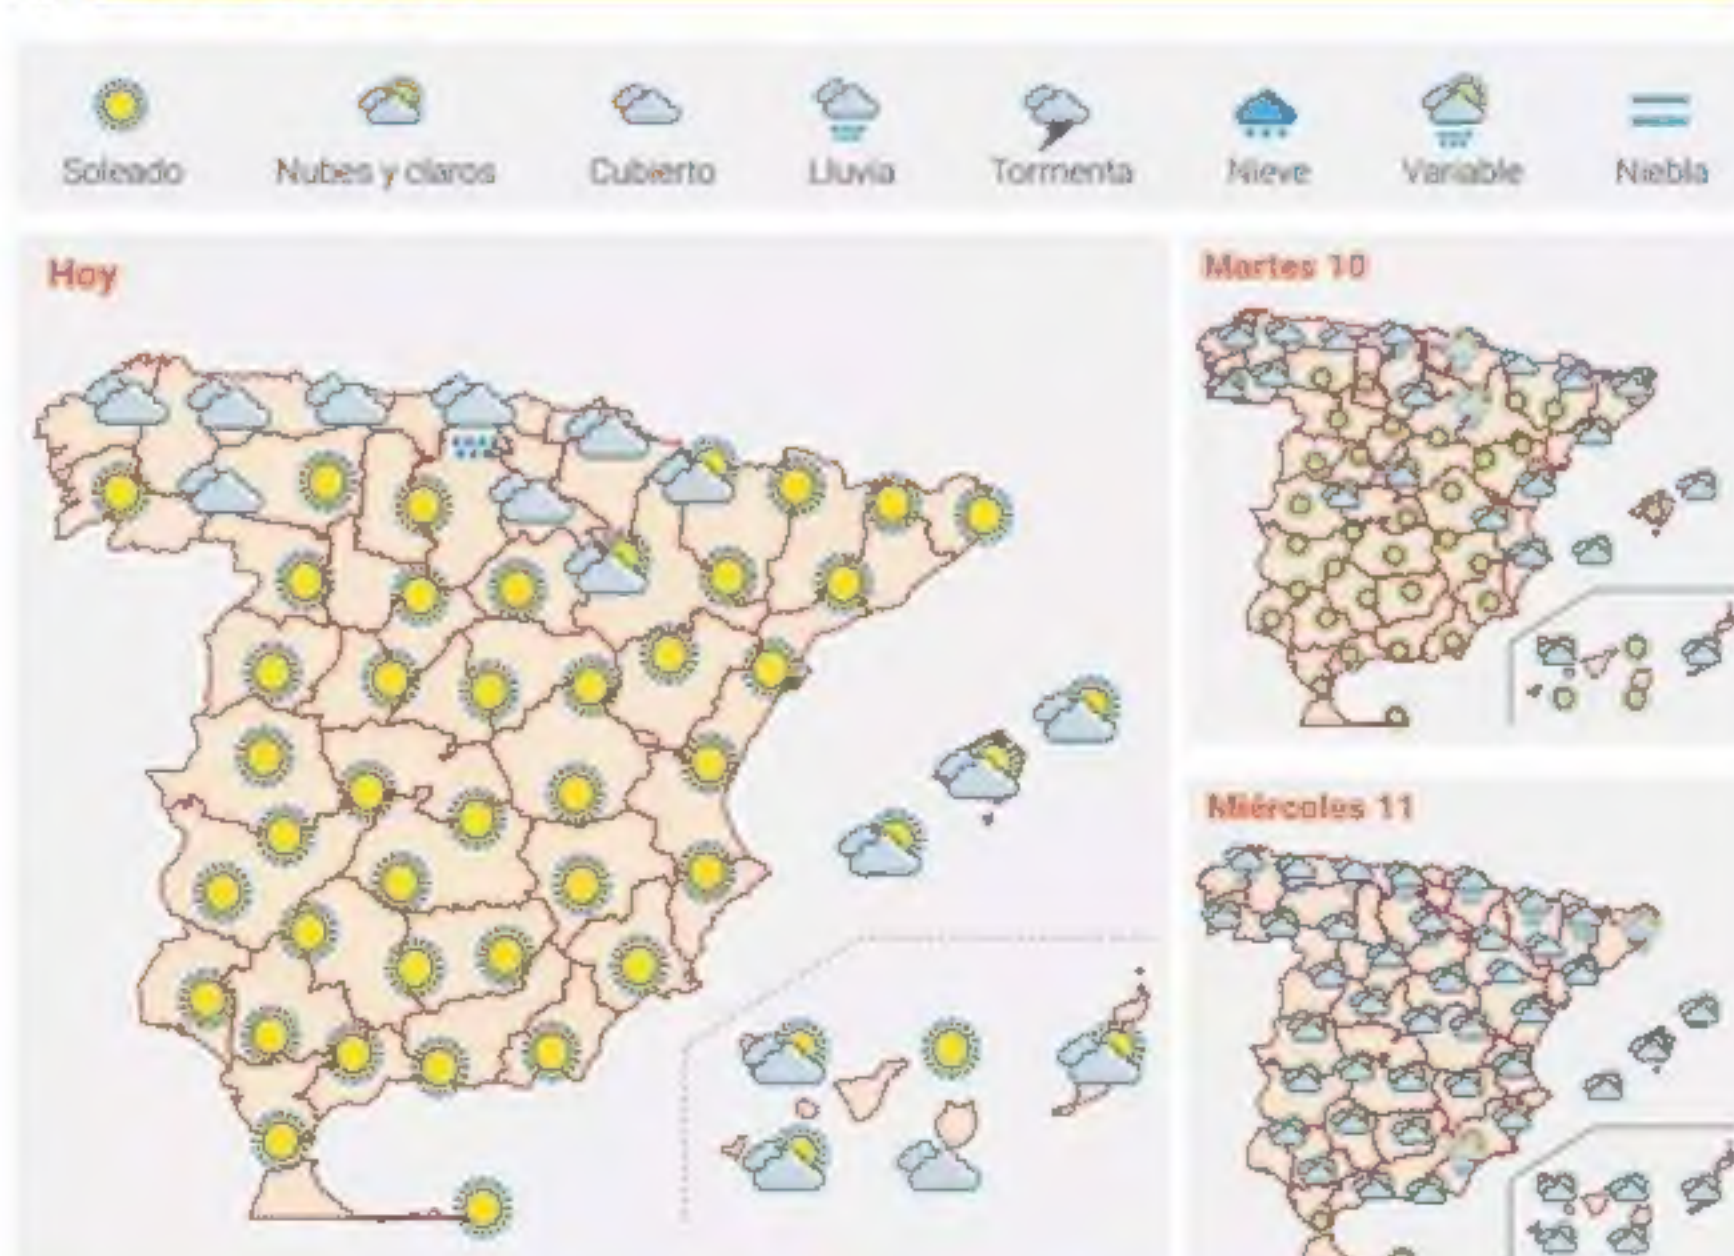 Soleado
Nubes y claros
Cubierto
Lluvia
Tormenta
Nieve
Variable
Niebla
Hoy
Martes 10
Miércoles 11